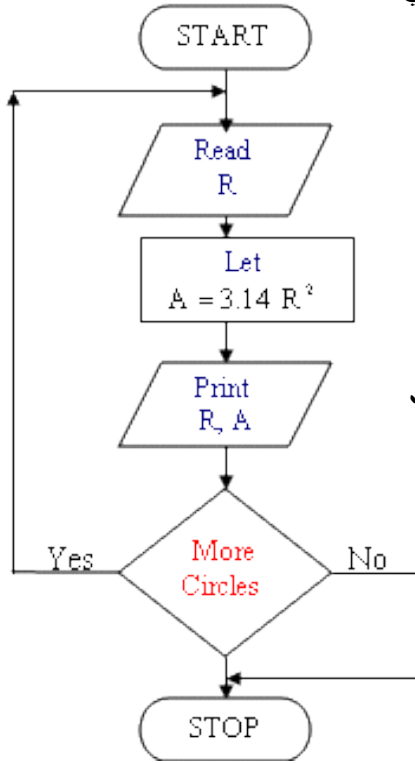 START
Read
R
Let
A = 3.14 R²
Print
R, A
More
Circles
Yes
No
STOP